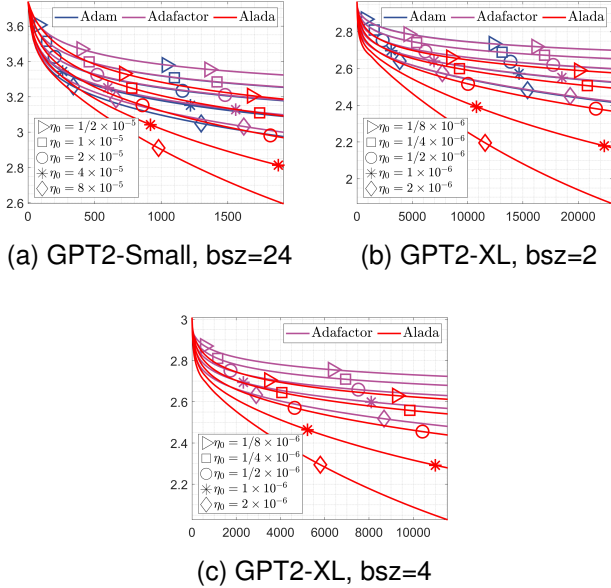 Adam Adafactor Alada
3.6
3.4
3.2
3
2.8
2.6
η₀ = 1/2 × 10⁻⁵
η₀ = 1 × 10⁻⁵
η₀ = 2 × 10⁻⁵
η₀ = 4 × 10⁻⁵
η₀ = 8 × 10⁻⁵
0 500 1000 1500
(a) GPT2-Small, bsz=24
Adam Adafactor Alada
2.8
2.6
2.4
2.2
2
η₀ = 1/8 × 10⁻⁶
η₀ = 1/4 × 10⁻⁶
η₀ = 1/2 × 10⁻⁶
η₀ = 1 × 10⁻⁶
η₀ = 2 × 10⁻⁶
0 5000 10000 15000 20000
(b) GPT2-XL, bsz=2
Adafactor Alada
3
2.8
2.6
2.4
2.2
η₀ = 1/8 × 10⁻⁶
η₀ = 1/4 × 10⁻⁶
η₀ = 1/2 × 10⁻⁶
η₀ = 1 × 10⁻⁶
η₀ = 2 × 10⁻⁶
0 2000 4000 6000 8000 10000
(c) GPT2-XL, bsz=4